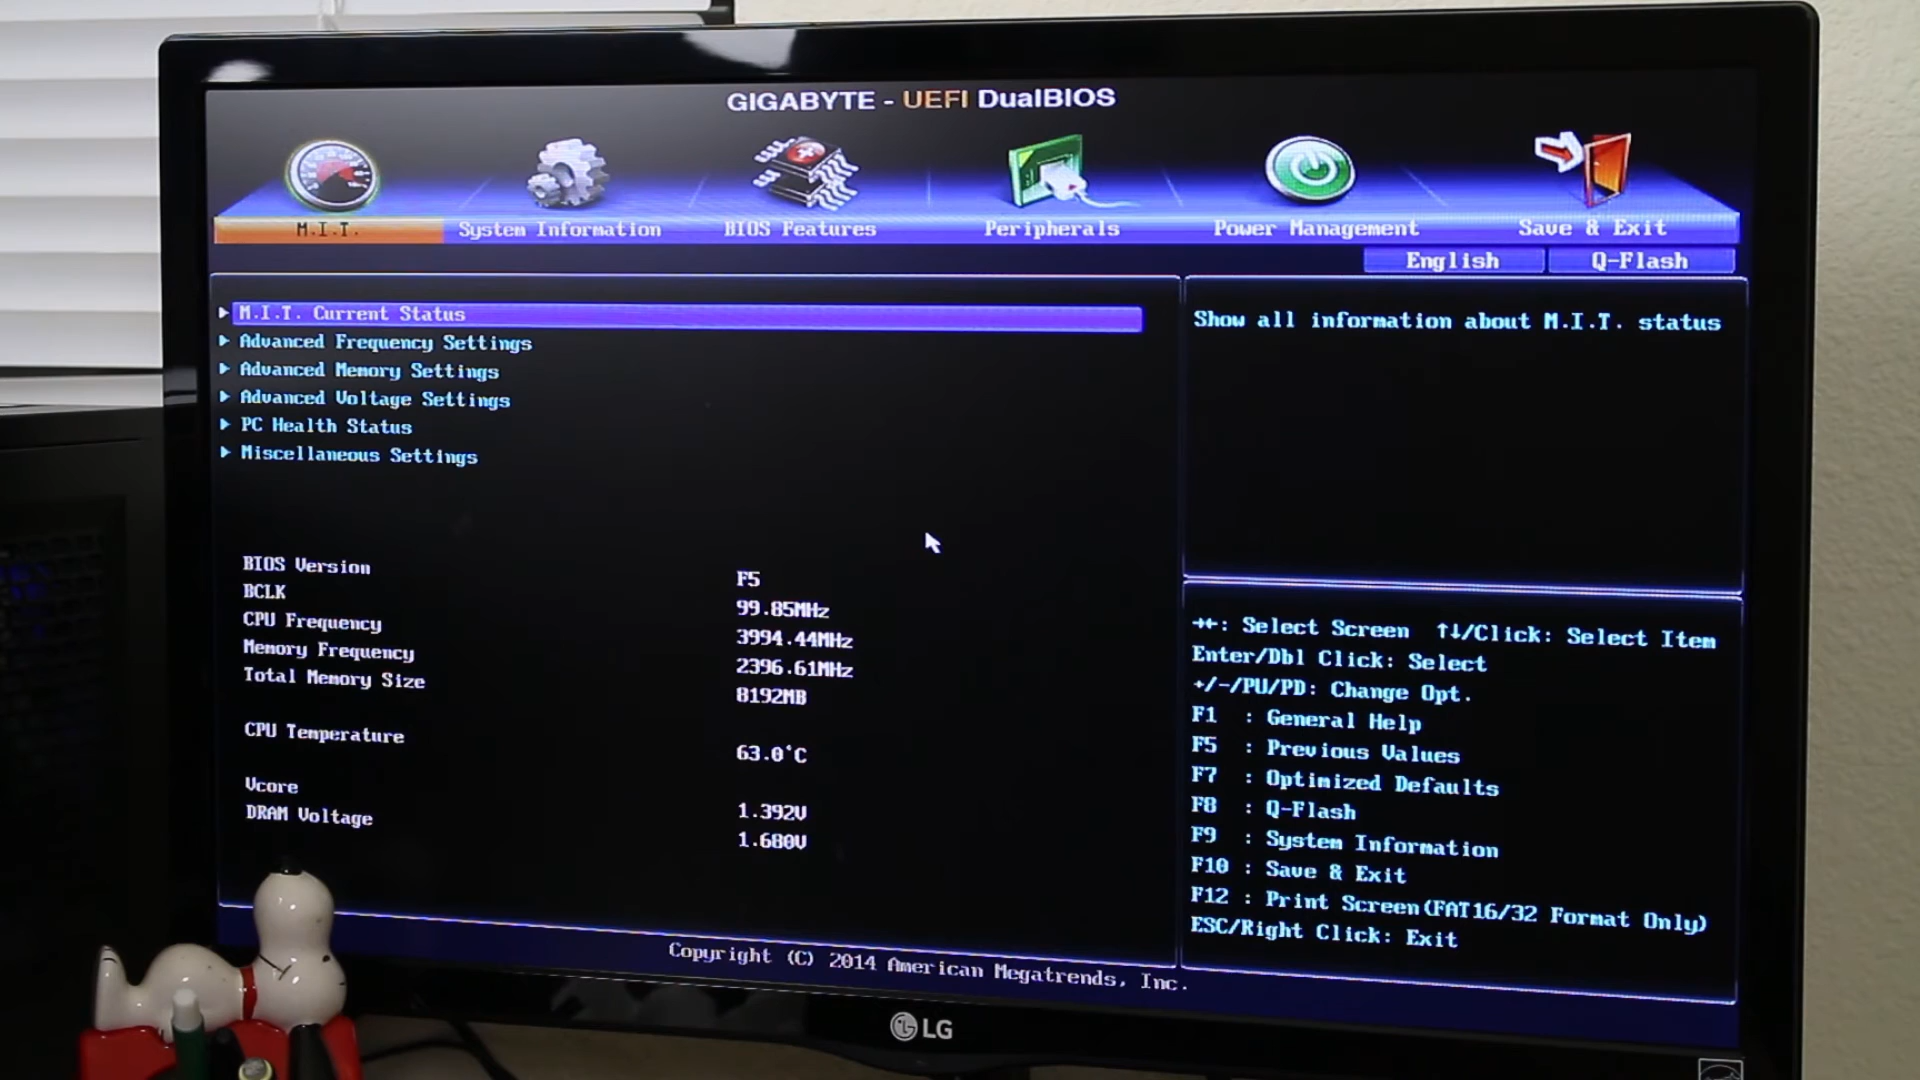 GIGABYTE - UEFI DualBIOS
M.I.T. System Information BIOS Features Peripherals Power Management Save & Exit
English Q-Flash
M.I.T. Current Status
Advanced Frequency Settings
Advanced Memory Settings
Advanced Voltage Settings
PC Health Status
Miscellaneous Settings
BIOS Version F5
BCLK 99.85MHz
CPU Frequency 3994.44MHz
Memory Frequency 2396.61MHz
Total Memory Size 8192MB
CPU Temperature 63.0°C
Vcore 1.392V
DRAM Voltage 1.680V
Show all information about M.I.T. status
→←: Select Screen ↑↓/Click: Select Item
Enter/Dbl Click: Select
+/-/PU/PD: Change Opt.
F1 : General Help
F5 : Previous Values
F7 : Optimized Defaults
F8 : Q-Flash
F9 : System Information
F10 : Save & Exit
F12 : Print Screen(FAT16/32 Format Only)
ESC/Right Click: Exit
Copyright (C) 2014 American Megatrends, Inc.
LG